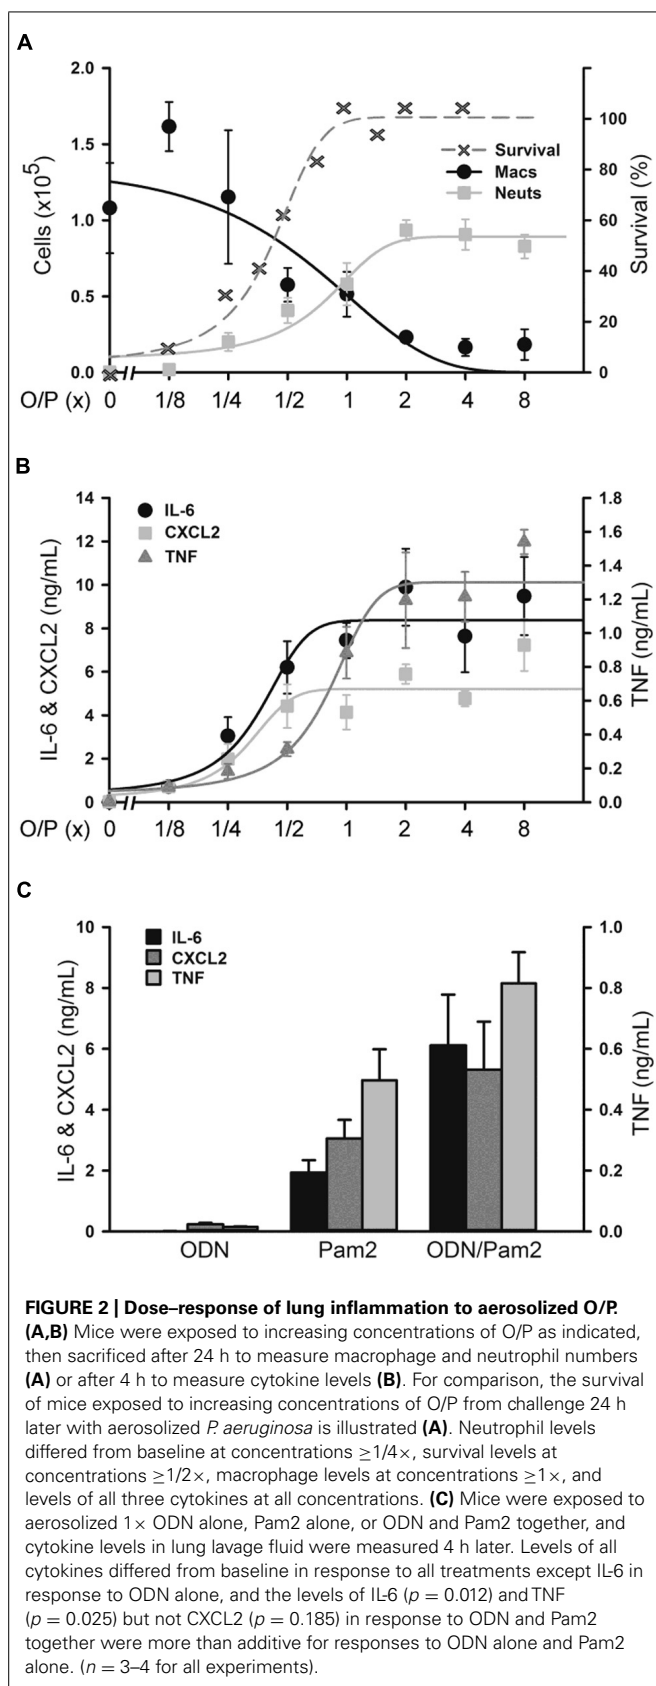 A
2.0
1.5
1.0
0.5
0.0
Cells (x10⁵)
100
80
60
40
20
0
Survival (%)
Survival
Macs
Neuts
O/P (x) 0 1/8 1/4 1/2 1 2 4 8
B
14
12
10
8
6
4
2
0
IL-6 & CXCL2 (ng/mL)
IL-6
CXCL2
TNF
1.8
1.6
1.4
1.2
1.0
0.8
0.6
0.4
0.2
0.0
TNF (ng/mL)
O/P (x) 0 1/8 1/4 1/2 1 2 4 8
C
10
8
6
4
2
0
IL-6 & CXCL2 (ng/mL)
IL-6
CXCL2
TNF
1.0
0.8
0.6
0.4
0.2
0.0
TNF (ng/mL)
ODN Pam2 ODN/Pam2
FIGURE 2 | Dose–response of lung inflammation to aerosolized O/P.
(A,B) Mice were exposed to increasing concentrations of O/P as indicated,
then sacrificed after 24 h to measure macrophage and neutrophil numbers
(A) or after 4 h to measure cytokine levels (B). For comparison, the survival
of mice exposed to increasing concentrations of O/P from challenge 24 h
later with aerosolized P. aeruginosa is illustrated (A). Neutrophil levels
differed from baseline at concentrations ≥1/4×, survival levels at
concentrations ≥1/2×, macrophage levels at concentrations ≥1×, and
levels of all three cytokines at all concentrations. (C) Mice were exposed to
aerosolized 1× ODN alone, Pam2 alone, or ODN and Pam2 together, and
cytokine levels in lung lavage fluid were measured 4 h later. Levels of all
cytokines differed from baseline in response to all treatments except IL-6 in
response to ODN alone, and the levels of IL-6 (p = 0.012) and TNF
(p = 0.025) but not CXCL2 (p = 0.185) in response to ODN and Pam2
together were more than additive for responses to ODN alone and Pam2
alone. (n = 3–4 for all experiments).